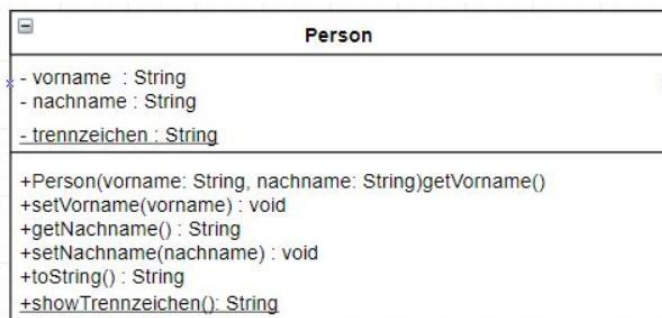 Person
- vorname : String
- nachname : String
- trennzeichen : String
+Person(vorname: String, nachname: String)getVorname()
+setVorname(vorname) : void
+getNachname() : String
+setNachname(nachname) : void
+toString() : String
+showTrennzeichen(): String